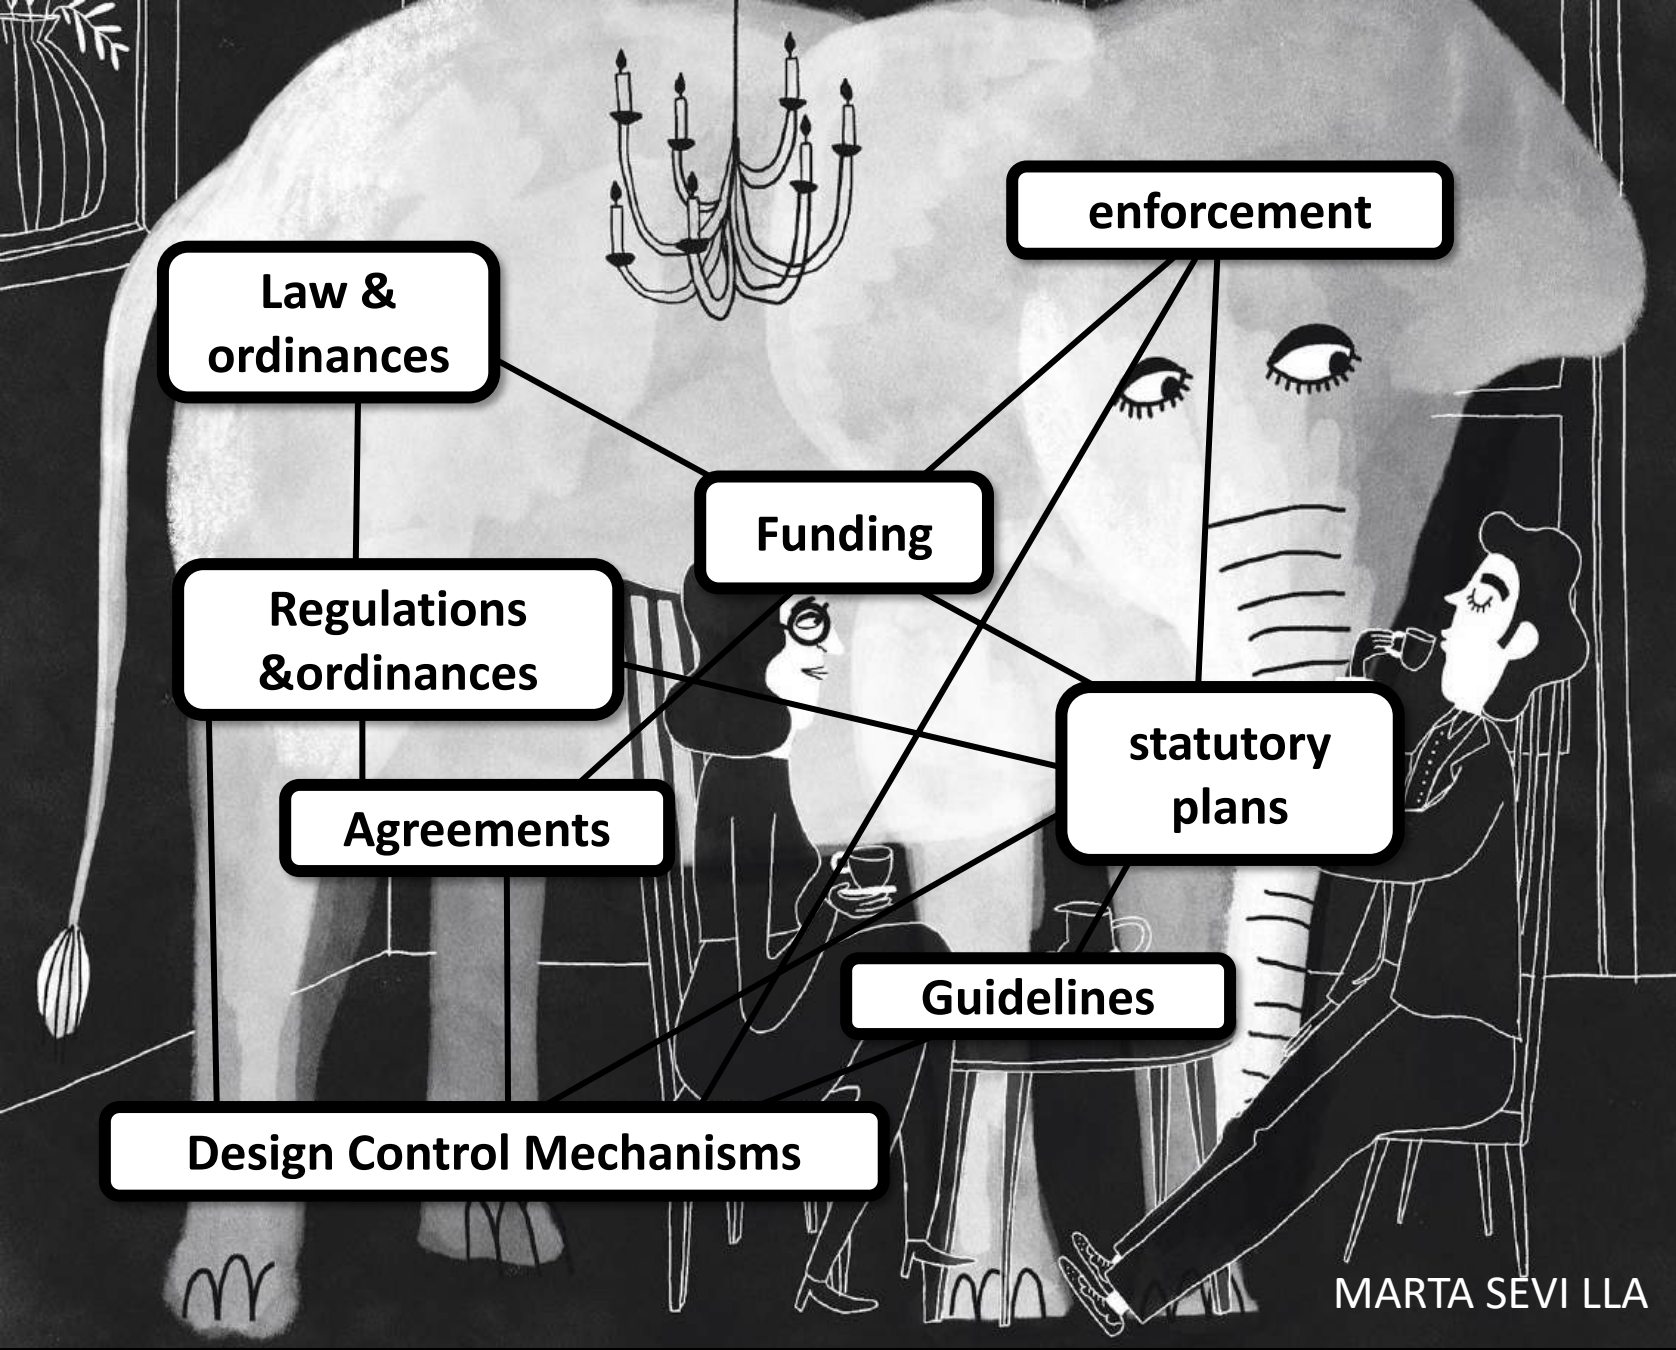 enforcement
Law &
ordinances
Funding
Regulations
&ordinances
statutory
plans
Agreements
Guidelines
Design Control Mechanisms
MARTA SEVI LLA